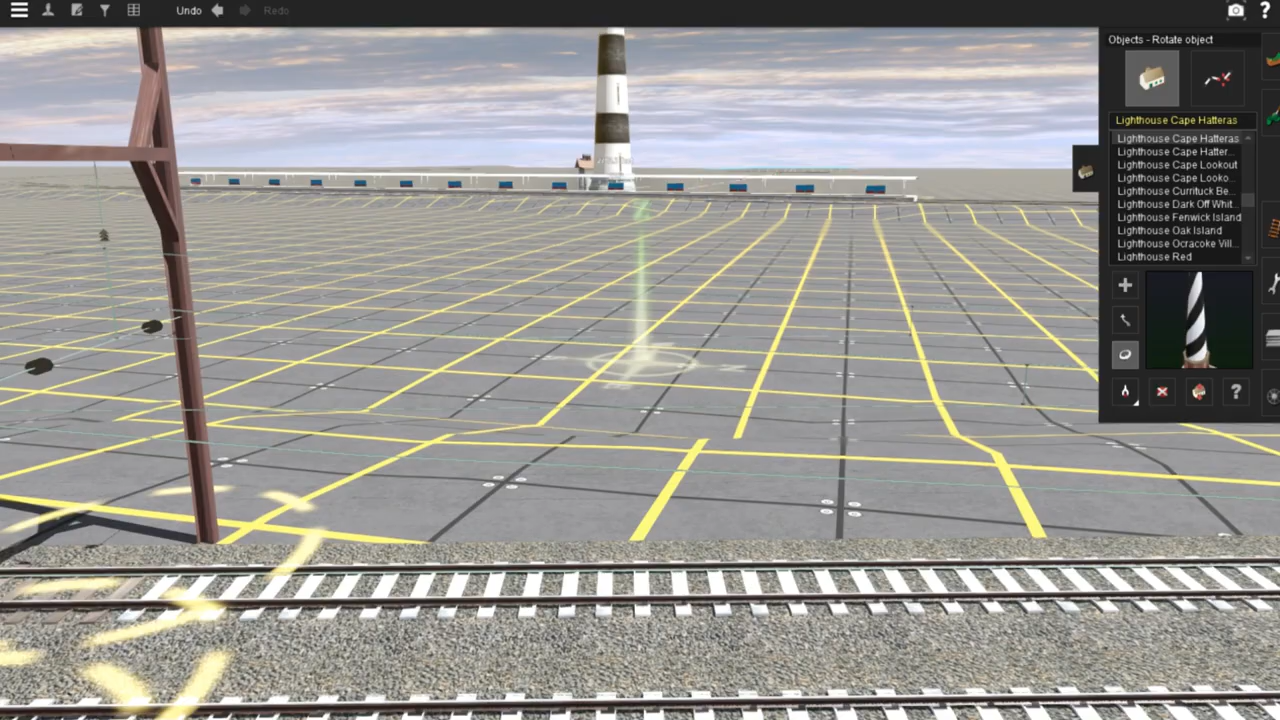 Undo
Redo
?
Objects - Rotate object
Lighthouse Cape Hatteras
Lighthouse Cape Hatteras
Lighthouse Cape Hatter...
Lighthouse Cape Lookout
Lighthouse Cape Looko...
Lighthouse Currituck Be...
Lighthouse Dark Off Whit...
Lighthouse Fenwick Island
Lighthouse Oak Island
Lighthouse Ocracoke Vill...
Lighthouse Red
?